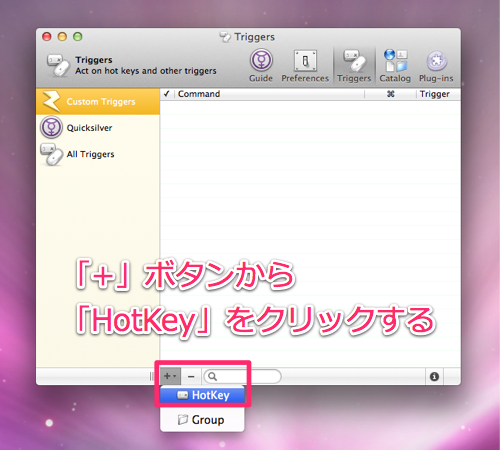 Triggers
Triggers
Act on hot keys and other triggers
Guide
Preferences
Triggers
Catalog
Plug-ins
Custom Triggers
Quicksilver
All Triggers
✓ Command ⌘ Trigger
「+」ボタンから
「HotKey」をクリックする
+ −
HotKey
Group